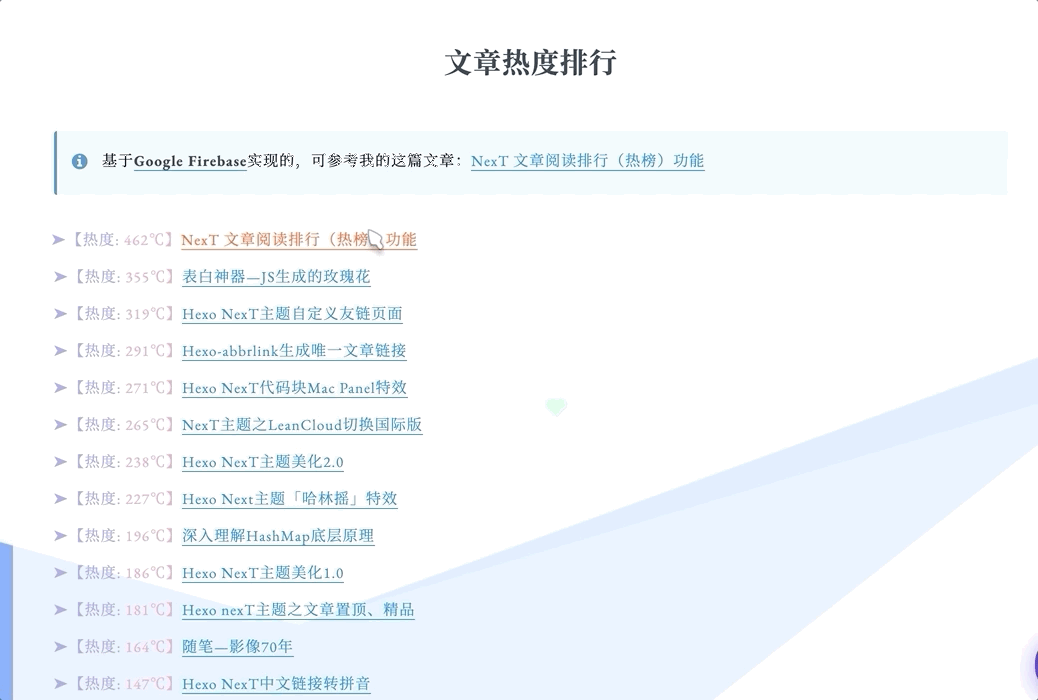 文章热度排行
基于Google Firebase实现的，可参考我的这篇文章：NexT 文章阅读排行（热榜）功能
➤【热度: 462℃】 NexT 文章阅读排行（热榜）功能
➤【热度: 355℃】 表白神器—JS生成的玫瑰花
➤【热度: 319℃】 Hexo NexT主题自定义友链页面
➤【热度: 291℃】 Hexo-abbrlink生成唯一文章链接
➤【热度: 271℃】 Hexo NexT代码块Mac Panel特效
➤【热度: 265℃】 NexT主题之LeanCloud切换国际版
➤【热度: 238℃】 Hexo NexT主题美化2.0
➤【热度: 227℃】 Hexo Next主题「哈林摇」特效
➤【热度: 196℃】 深入理解HashMap底层原理
➤【热度: 186℃】 Hexo NexT主题美化1.0
➤【热度: 181℃】 Hexo nexT主题之文章置顶、精品
➤【热度: 164℃】 随笔—影像70年
➤【热度: 147℃】 Hexo NexT中文链接转拼音